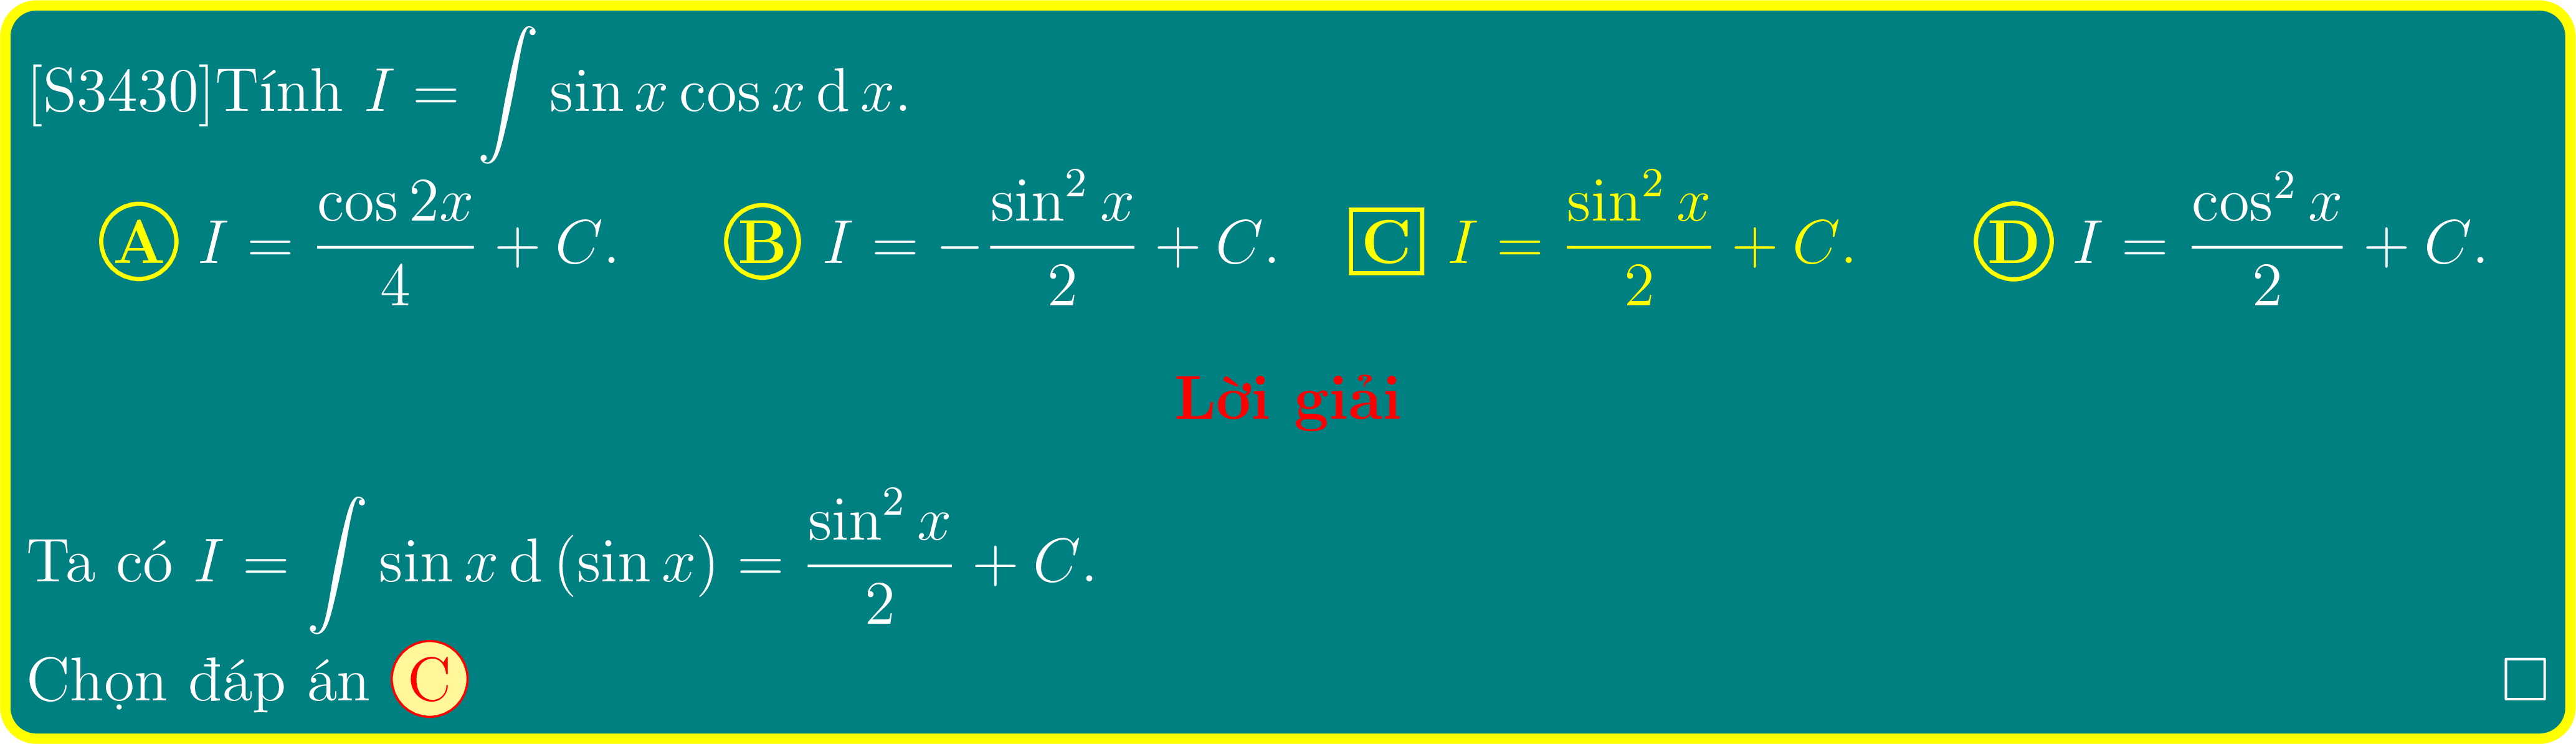 [S3430]Tính $I = \int \sin x \cos x \, \mathrm{d}\, x$.
A $I = \frac{\cos 2x}{4} + C$. B $I = -\frac{\sin^2 x}{2} + C$. C $I = \frac{\sin^2 x}{2} + C$. D $I = \frac{\cos^2 x}{2} + C$.
Lời giải
Ta có $I = \int \sin x \, \mathrm{d}\, (\sin x) = \frac{\sin^2 x}{2} + C$.
Chọn đáp án C □